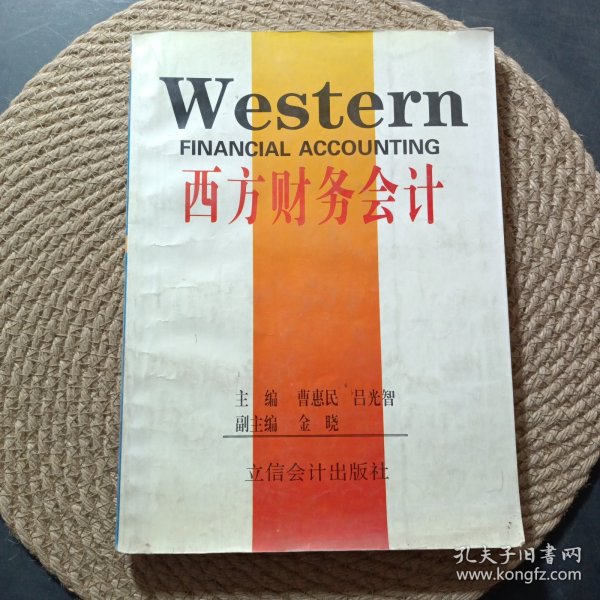 Western
FINANCIAL ACCOUNTING
西方财务会计
主 编 曹惠民 吕光智
副主编 金 晓
立信会计出版社
孔夫子旧书网
www.kongfz.com